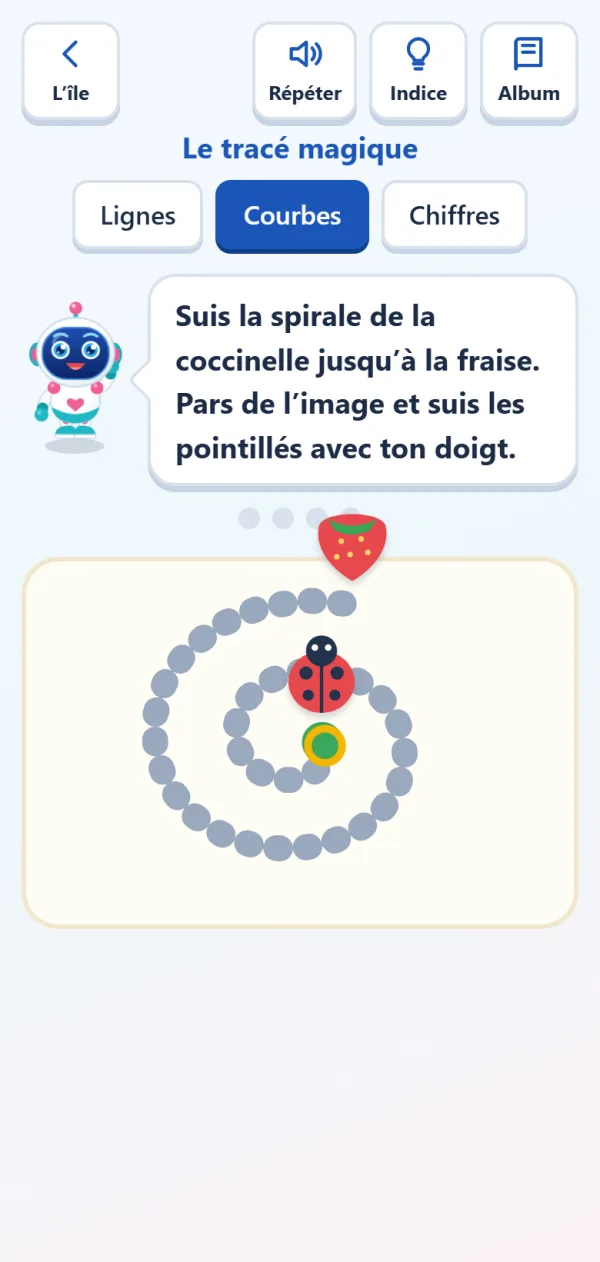 L’île
Répéter
Indice
Album
Le tracé magique
Lignes
Courbes
Chiffres
Suis la spirale de la
coccinelle jusqu’à la fraise.
Pars de l’image et suis les
pointillés avec ton doigt.